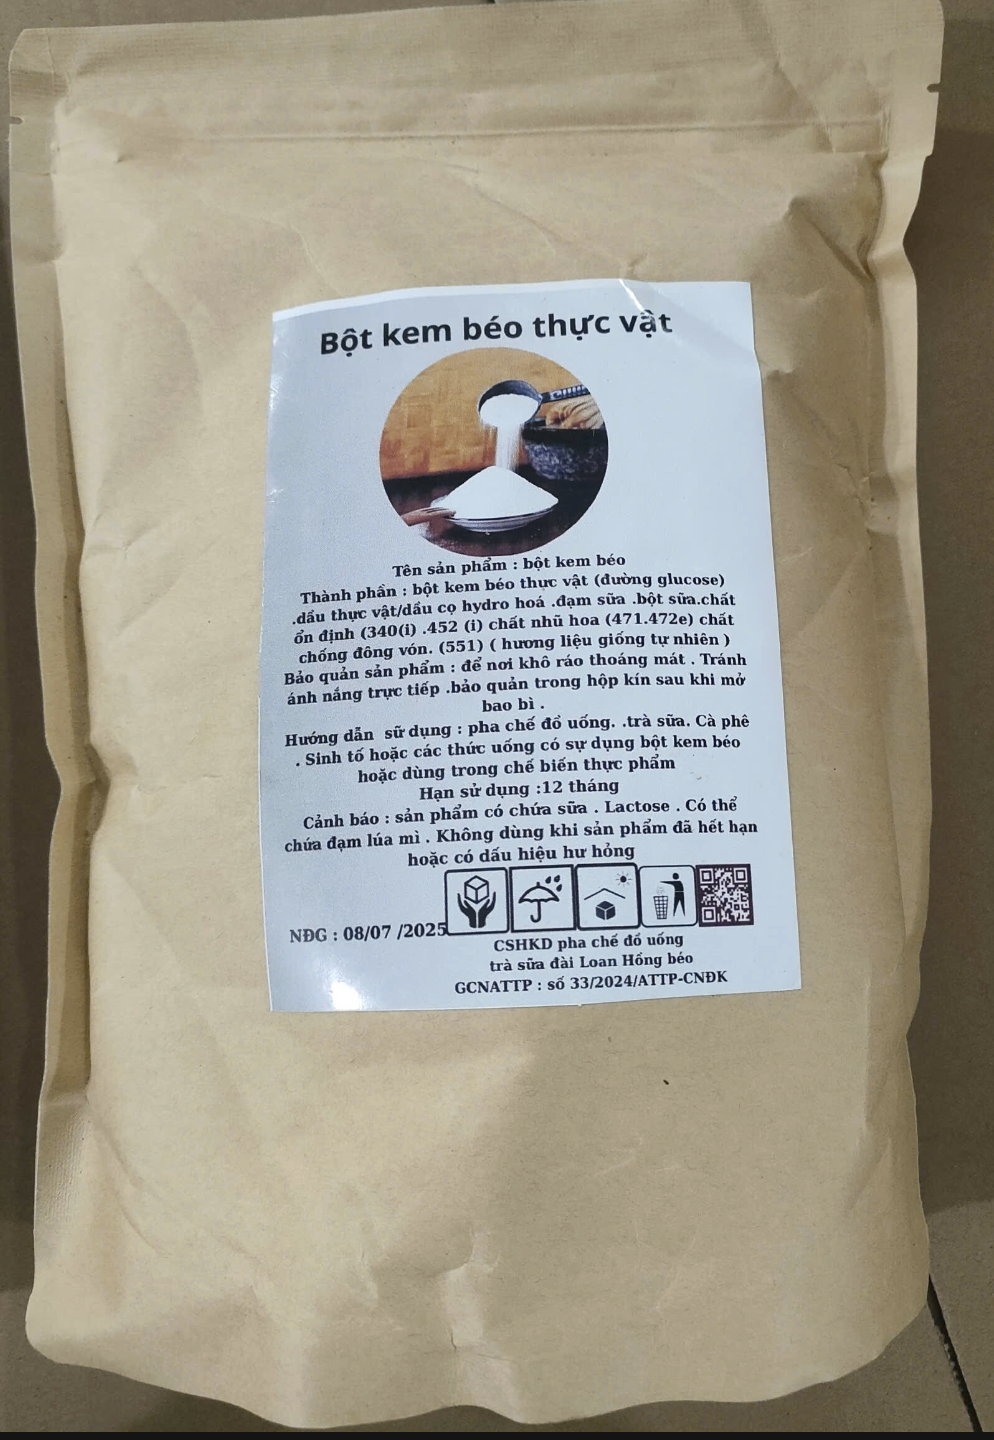 Bột kem béo thực vật
Tên sản phẩm : bột kem béo
Thành phần : bột kem béo thực vật (đường glucose)
.dầu thực vật/dầu cọ hydro hoá .đạm sữa .bột sữa.chất
ổn định (340(i) .452 (i) chất nhũ hoa (471.472e) chất
chống đông vón. (551) ( hương liệu giống tự nhiên )
Bảo quản sản phẩm : để nơi khô ráo thoáng mát . Tránh
ánh nắng trực tiếp .bảo quản trong hộp kín sau khi mở
bao bì .
Hướng dẫn sữ dụng : pha chế đồ uống. .trà sữa. Cà phê
. Sinh tố hoặc các thức uống có sự dụng bột kem béo
hoặc dùng trong chế biến thực phẩm
Hạn sử dụng :12 tháng
Cảnh báo : sản phẩm có chứa sữa . Lactose . Có thể
chứa đạm lúa mì . Không dùng khi sản phẩm đã hết hạn
hoặc có dấu hiệu hư hỏng
NĐG : 08/07 /2025
CSHKD pha chế đồ uống
trà sữa đài Loan Hồng béo
GCNATTP : số 33/2024/ATTP-CNĐK